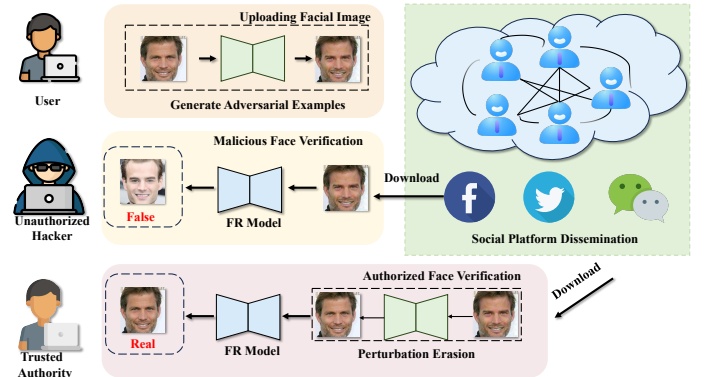 Uploading Facial Image
User
Generate Adversarial Examples
Malicious Face Verification
False
FR Model
Download
Unauthorized
Hacker
f
Social Platform Dissemination
Authorized Face Verification
Download
Real
FR Model
Perturbation Erasion
Trusted
Authority